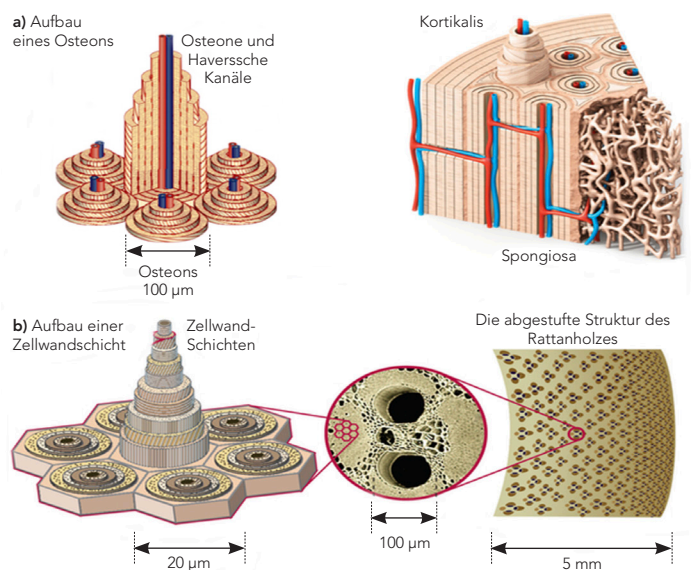 a) Aufbau
eines Osteons
Osteone und
Haverssche
Kanäle
Kortikalis
Osteons
100 µm
Spongiosa
b) Aufbau einer
Zellwandschicht
Zellwand-
Schichten
Die abgestufte Struktur des
Rattanholzes
20 µm
100 µm
5 mm